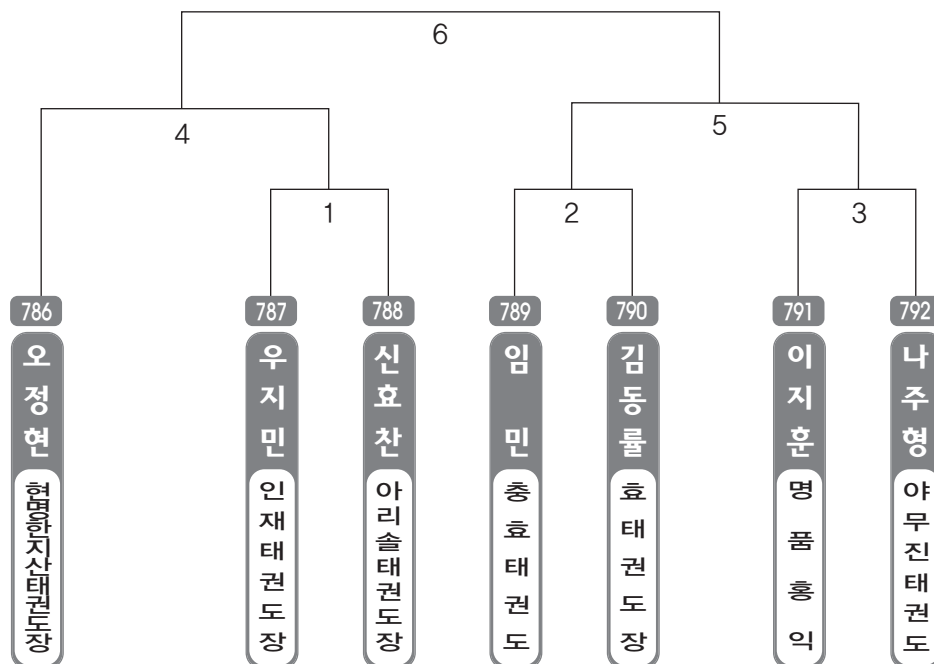 6
4
5
1
2
3
786
787
788
789
790
791
792
오정현
우지민
신효찬
임 민
김동률
이지훈
나주형
현명한지산태권도장
인재태권도장
아리솔태권도장
충효태권도
효태권도장
명품홍익
야무진태권도